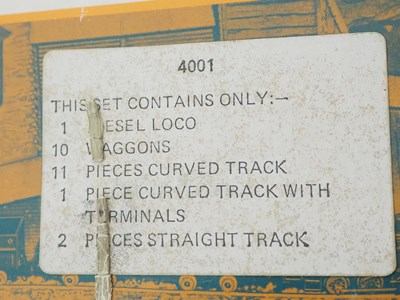 4001
THIS SET CONTAINS ONLY:—
1 DIESEL LOCO
10 WAGGONS
11 PIECES CURVED TRACK
1 PIECE CURVED TRACK WITH
TERMINALS
2 PIECES STRAIGHT TRACK